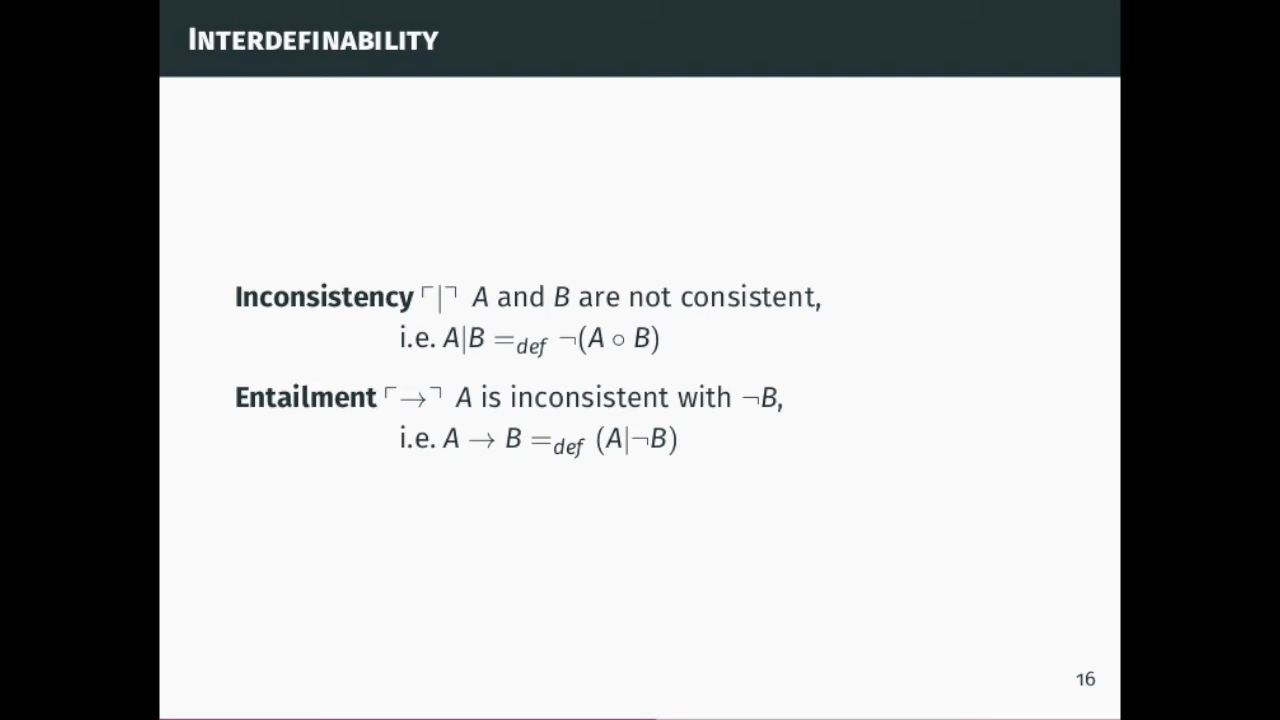 INTERDEFINABILITY
Inconsistency ⌜|⌝ A and B are not consistent,
i.e. A|B =def ¬(A ∘ B)
Entailment ⌜→⌝ A is inconsistent with ¬B,
i.e. A → B =def (A|¬B)
16